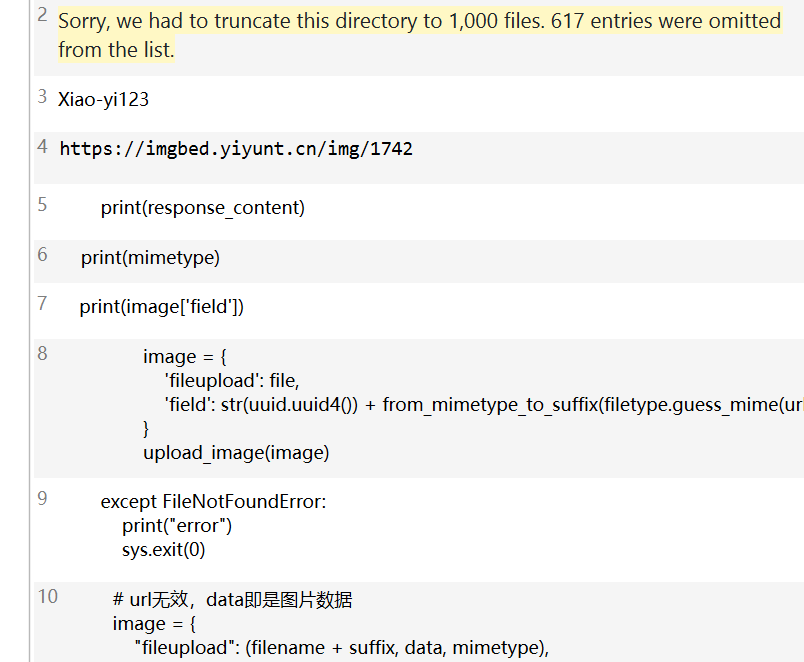 2 Sorry, we had to truncate this directory to 1,000 files. 617 entries were omitted
from the list.
3 Xiao-yi123
4 https://imgbed.yiyunt.cn/img/1742
5 print(response_content)
6 print(mimetype)
7 print(image['field'])
8 image = {
'fileupload': file,
'field': str(uuid.uuid4()) + from_mimetype_to_suffix(filetype.guess_mime(url
}
upload_image(image)
9 except FileNotFoundError:
print("error")
sys.exit(0)
10 # url无效，data即是图片数据
image = {
"fileupload": (filename + suffix, data, mimetype),